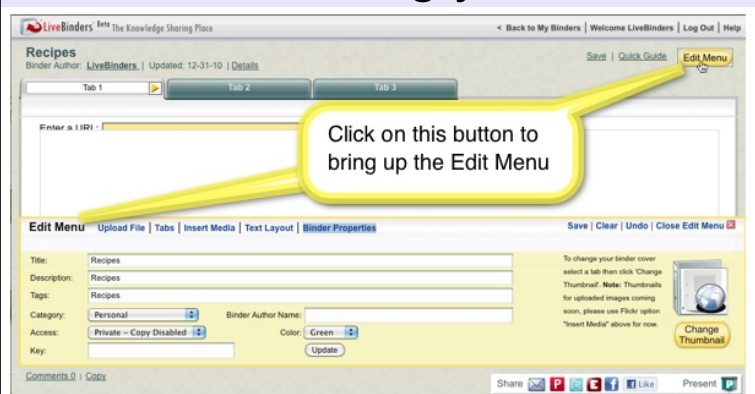 LiveBinders Beta The Knowledge Sharing Place
< Back to My Binders | Welcome LiveBinders | Log Out | Help
Recipes
Binder Author: LiveBinders | Updated: 12-31-10 | Details
Save | Quick Guide
Edit Menu
Tab 1
Tab 2
Tab 3
Enter a URL:
Click on this button to
bring up the Edit Menu
Edit Menu Upload File | Tabs | Insert Media | Text Layout | Binder Properties
Save | Clear | Undo | Close Edit Menu
Title: Recipes
Description: Recipes
Tags: Recipes
Category: Personal Binder Author Name:
Access: Private - Copy Disabled Color: Green
Key: Update
To change your binder cover
select a tab then click 'Change
Thumbnail'. Note: Thumbnails
for uploaded images coming
soon, please use Flickr option
"Insert Media" above for now.
Change
Thumbnail
Comments 0 | Copy
Share Like Present